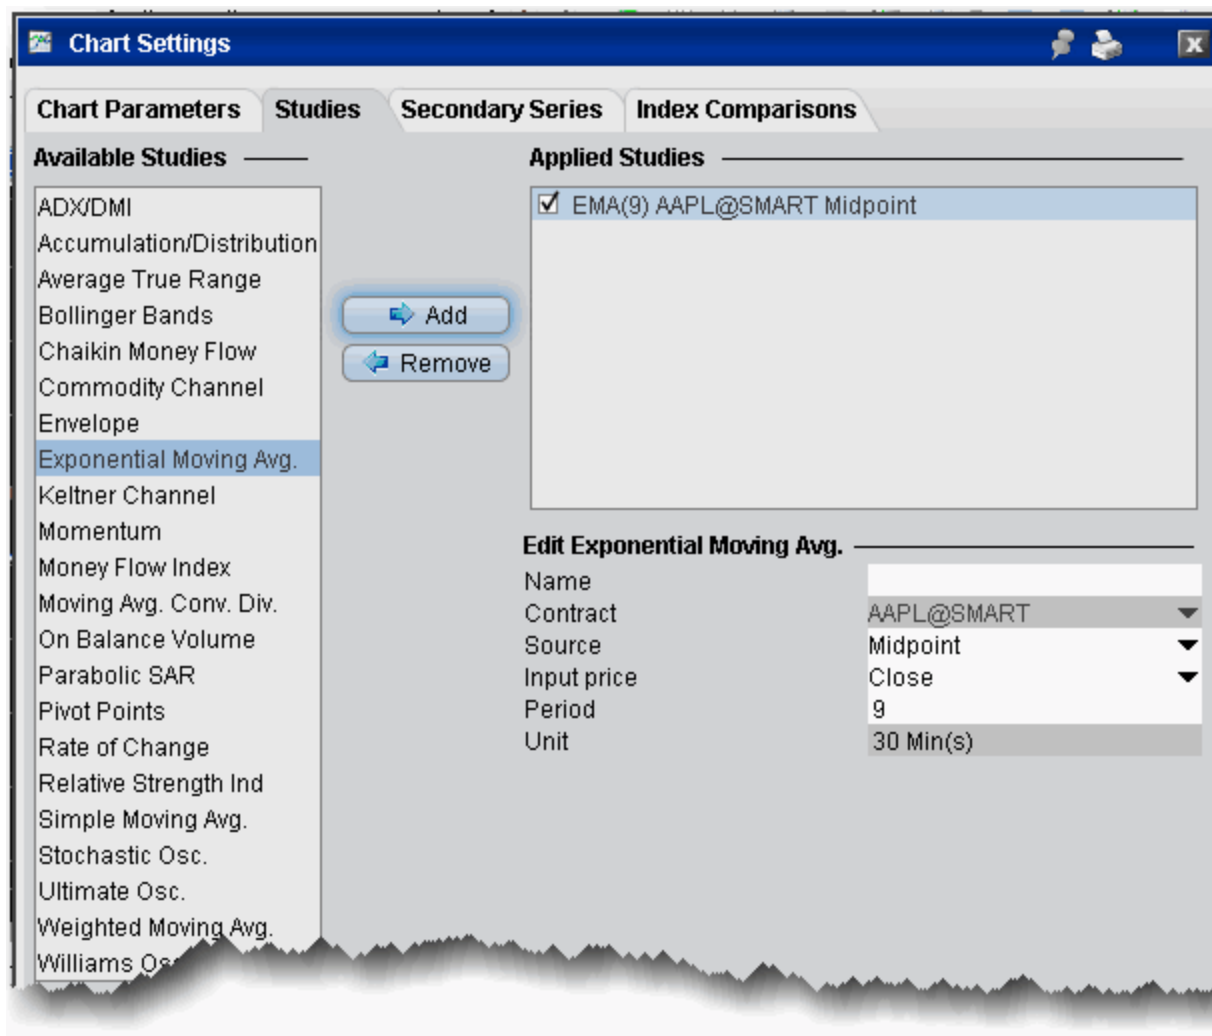 Chart Settings
Chart Parameters Studies Secondary Series Index Comparisons
Available Studies
ADX/DMI
Accumulation/Distribution
Average True Range
Bollinger Bands
Chaikin Money Flow
Commodity Channel
Envelope
Exponential Moving Avg.
Keltner Channel
Momentum
Money Flow Index
Moving Avg. Conv. Div.
On Balance Volume
Parabolic SAR
Pivot Points
Rate of Change
Relative Strength Ind
Simple Moving Avg.
Stochastic Osc.
Ultimate Osc.
Weighted Moving Avg.
Williams
Add
Remove
Applied Studies
EMA(9) AAPL@SMART Midpoint
Edit Exponential Moving Avg.
Name
Contract AAPL@SMART
Source Midpoint
Input price Close
Period 9
Unit 30 Min(s)